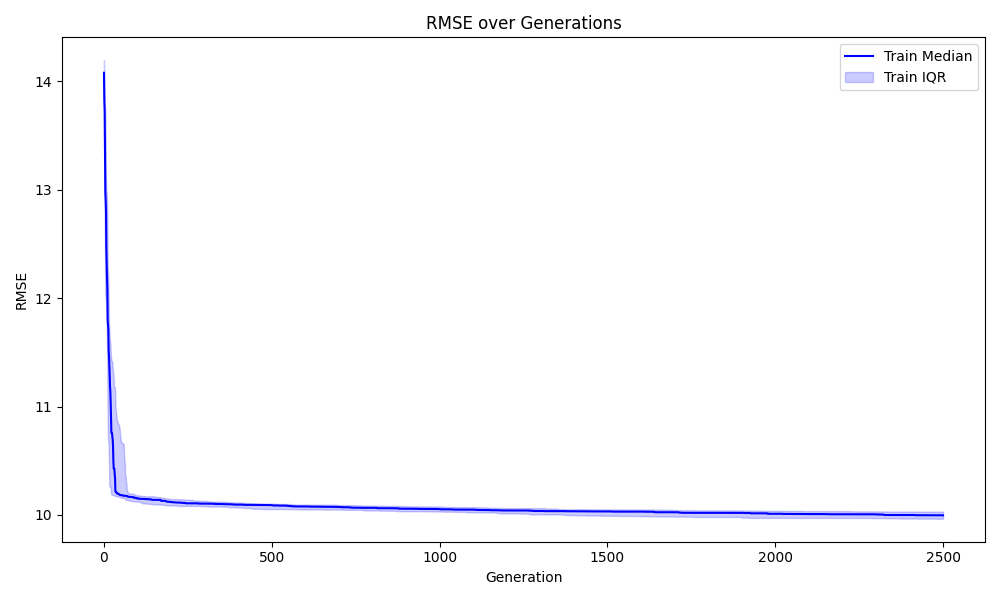 RMSE over Generations
Train Median
Train IQR
RMSE
14
13
12
11
10
0
500
1000
1500
2000
2500
Generation